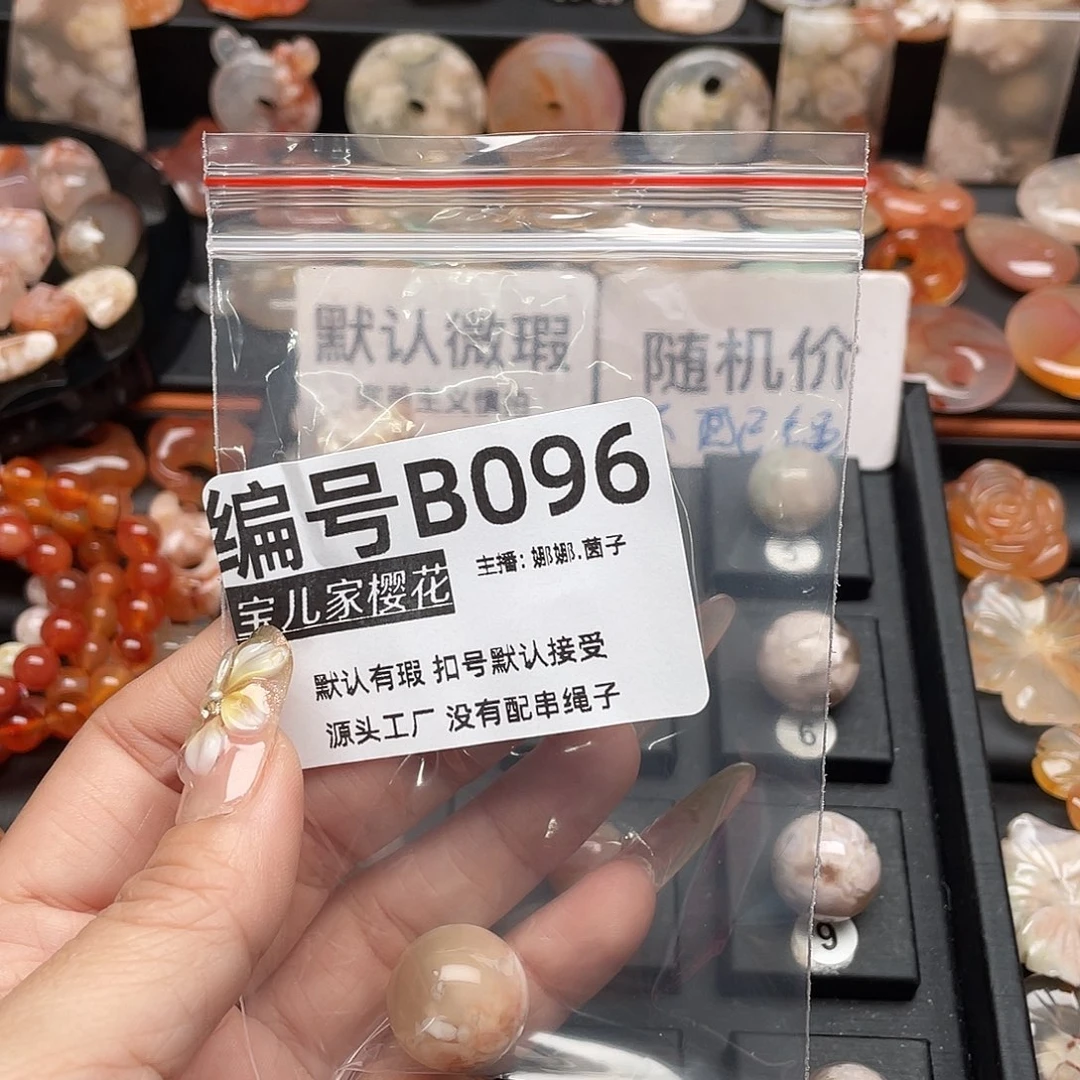 默认微瑕
随机价
编号B096
主播：娜娜.茵子
宝儿家樱花
默认有瑕 扣号默认接受
源头工厂 没有配串绳子
5
6
9